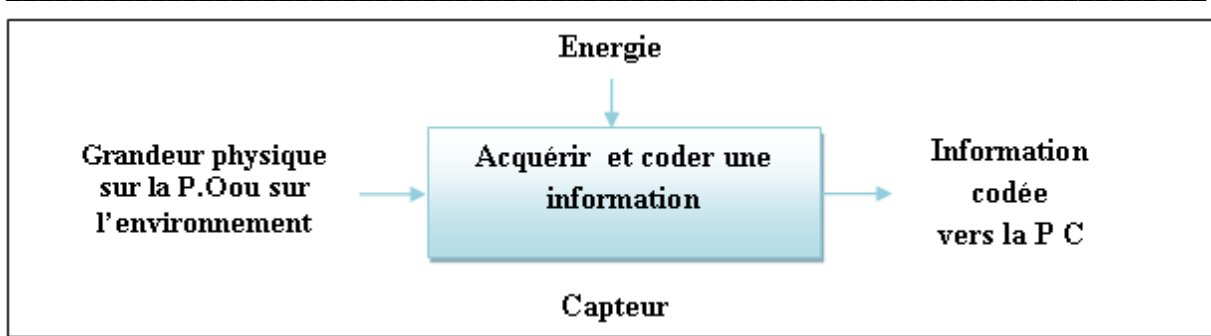 Energie
Grandeur physique
sur la P.Oou sur
l'environnement
Acquérir et coder une
information
Information
codée
vers la P C
Capteur